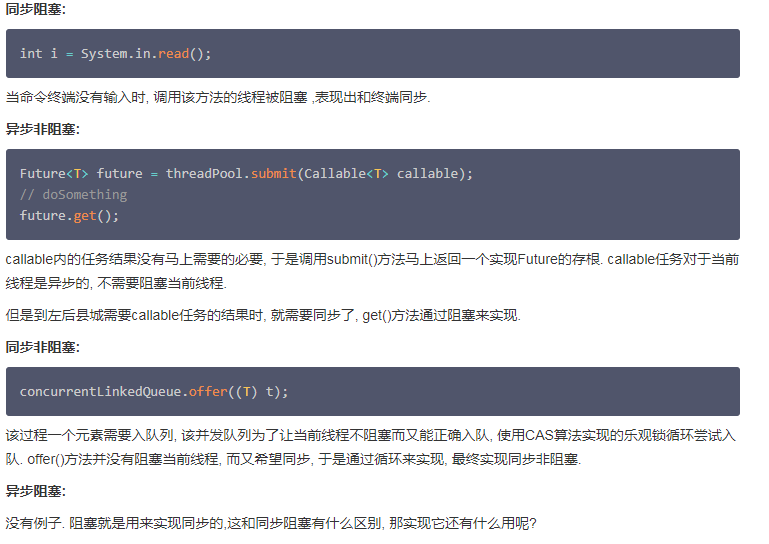 同步阻塞:
int i = System.in.read();
当命令终端没有输入时, 调用该方法的线程被阻塞 ,表现出和终端同步.
异步非阻塞:
Future<T> future = threadPool.submit(Callable<T> callable);
// doSomething
future.get();
callable内的任务结果没有马上需要的必要, 于是调用submit()方法马上返回一个实现Future的存根. callable任务对于当前
线程是异步的, 不需要阻塞当前线程.
但是到左后县城需要callable任务的结果时, 就需要同步了, get()方法通过阻塞来实现.
同步非阻塞:
concurrentLinkedQueue.offer((T) t);
该过程一个元素需要入队列, 该并发队列为了让当前线程不阻塞而又能正确入队, 使用CAS算法实现的乐观锁循环尝试入
队. offer()方法并没有阻塞当前线程, 而又希望同步, 于是通过循环来实现, 最终实现同步非阻塞.
异步阻塞:
没有例子. 阻塞就是用来实现同步的,这和同步阻塞有什么区别, 那实现它还有什么用呢?